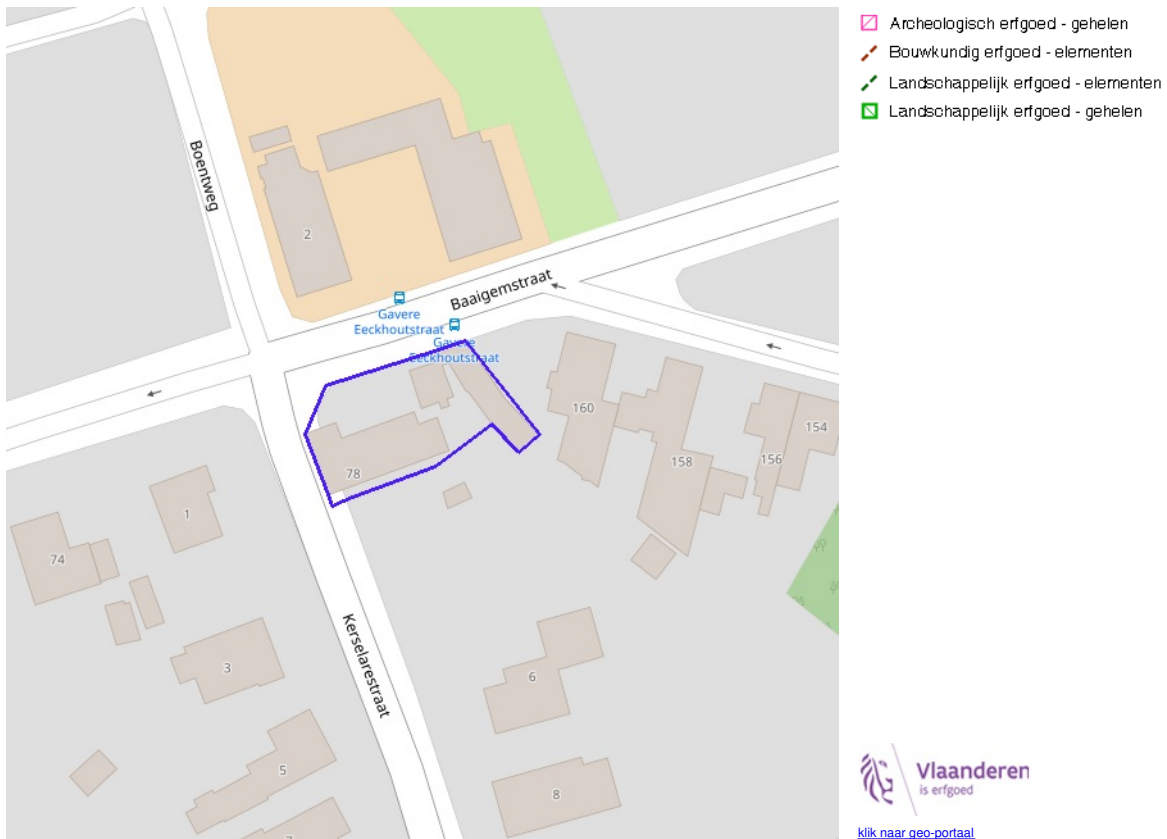 Archeologisch erfgoed - gehelen
Bouwkundig erfgoed - elementen
Landschappelijk erfgoed - elementen
Landschappelijk erfgoed - gehelen
Boentweg
2
Baaigemstraat
Gavere
Eeckhoutstraat
Gavere
Eeckhoutstraat
160
154
158
156
78
1
74
Kerselarestraat
3
6
5
8
Vlaanderen
is erfgoed
klik naar geo-portaal